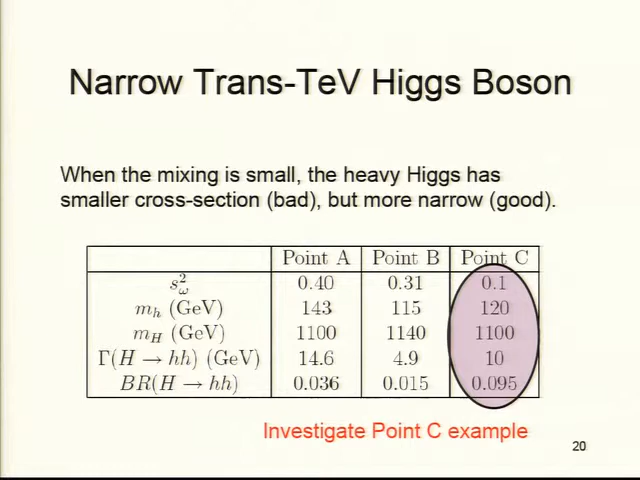 Narrow Trans-TeV Higgs Boson
When the mixing is small, the heavy Higgs has
smaller cross-section (bad), but more narrow (good).
Point A Point B Point C
s²_ω 0.40 0.31 0.1
m_h (GeV) 143 115 120
m_H (GeV) 1100 1140 1100
Γ(H → hh) (GeV) 14.6 4.9 10
BR(H → hh) 0.036 0.015 0.095
Investigate Point C example
20